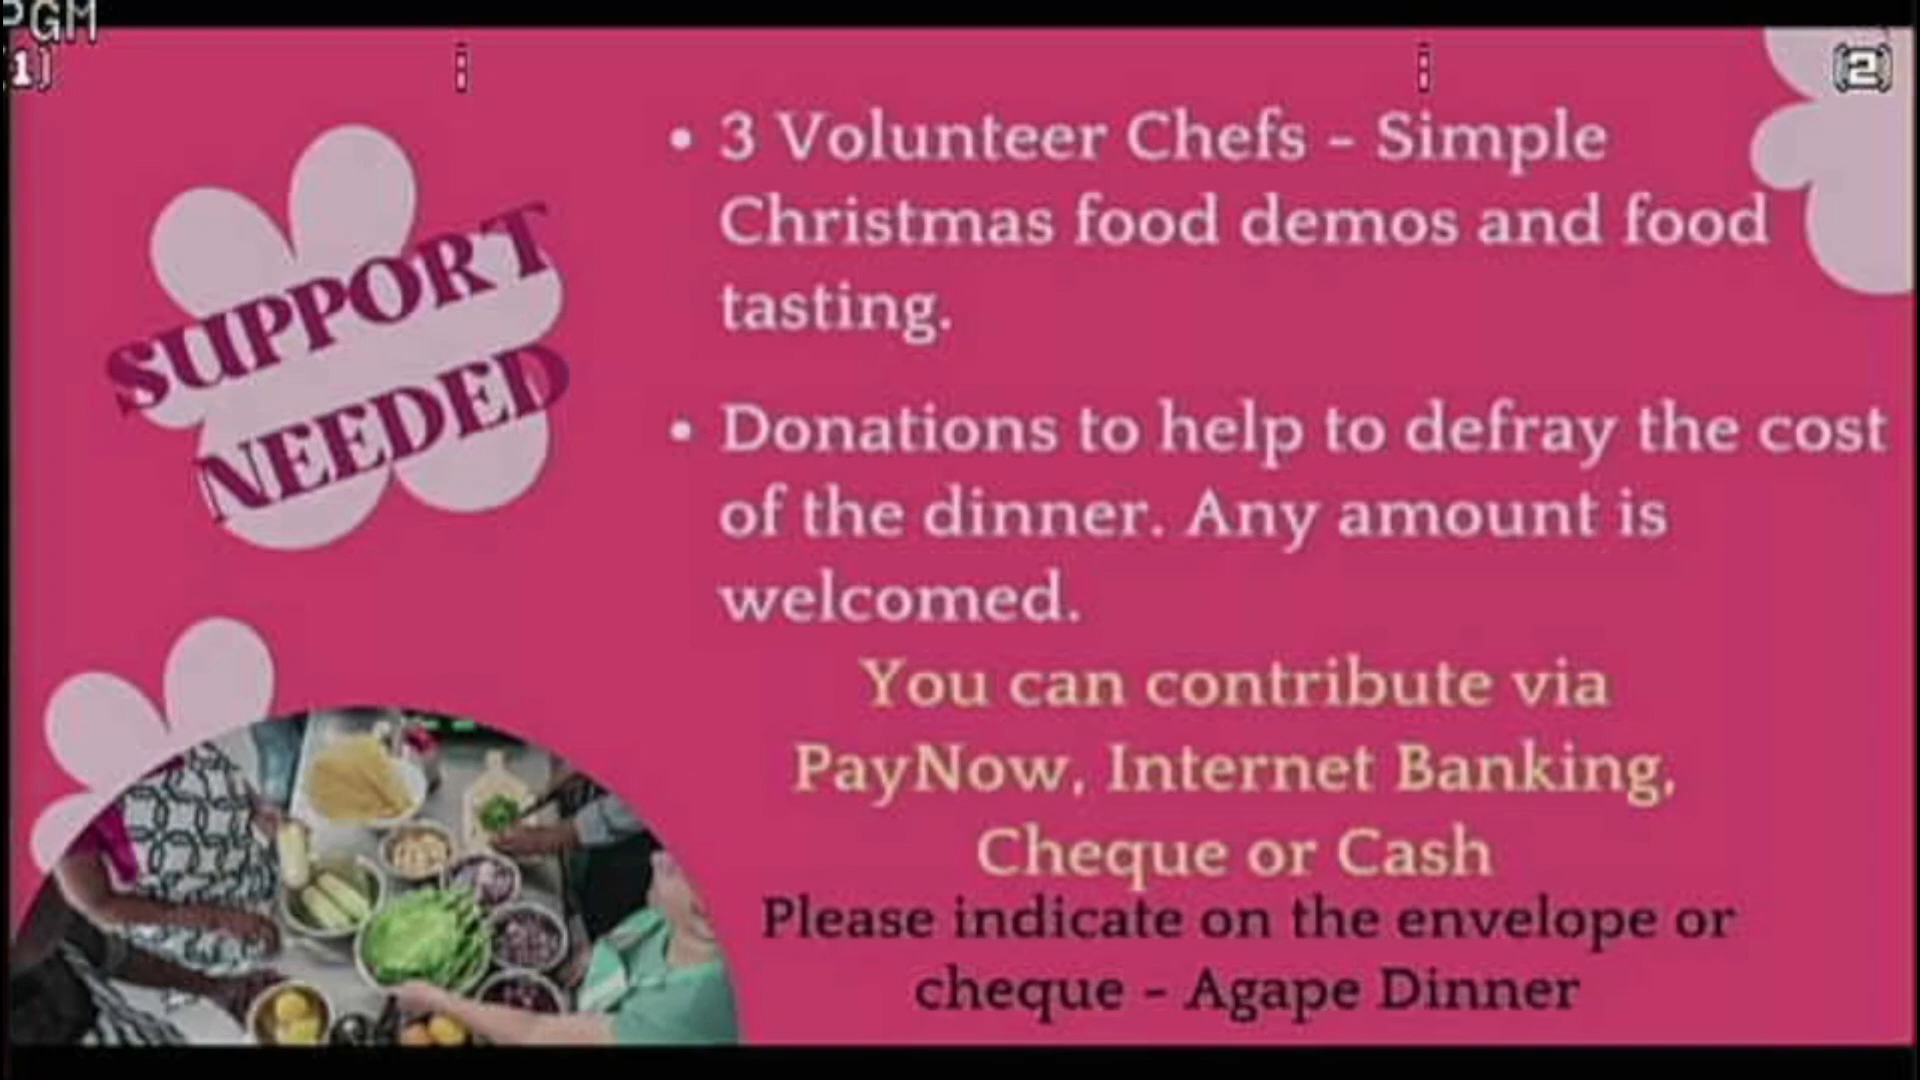 PGM
1)
(2)
SUPPORT
NEEDED
• 3 Volunteer Chefs - Simple
Christmas food demos and food
tasting.
• Donations to help to defray the cost
of the dinner. Any amount is
welcomed.
You can contribute via
PayNow, Internet Banking,
Cheque or Cash
Please indicate on the envelope or
cheque - Agape Dinner